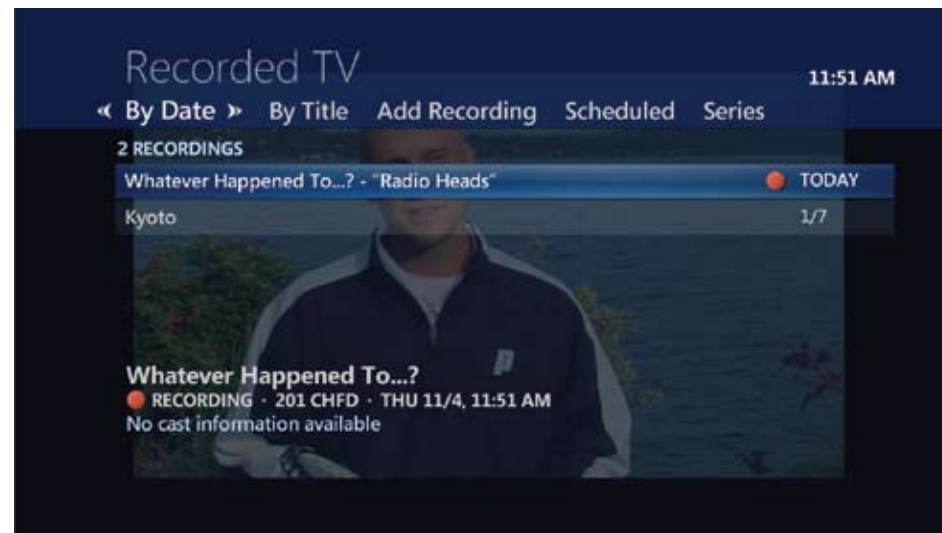 Recorded TV
11:51 AM
« By Date » By Title Add Recording Scheduled Series
2 RECORDINGS
Whatever Happened To...? - "Radio Heads" TODAY
Kyoto 1/7
Whatever Happened To...?
RECORDING · 201 CHFD · THU 11/4, 11:51 AM
No cast information available